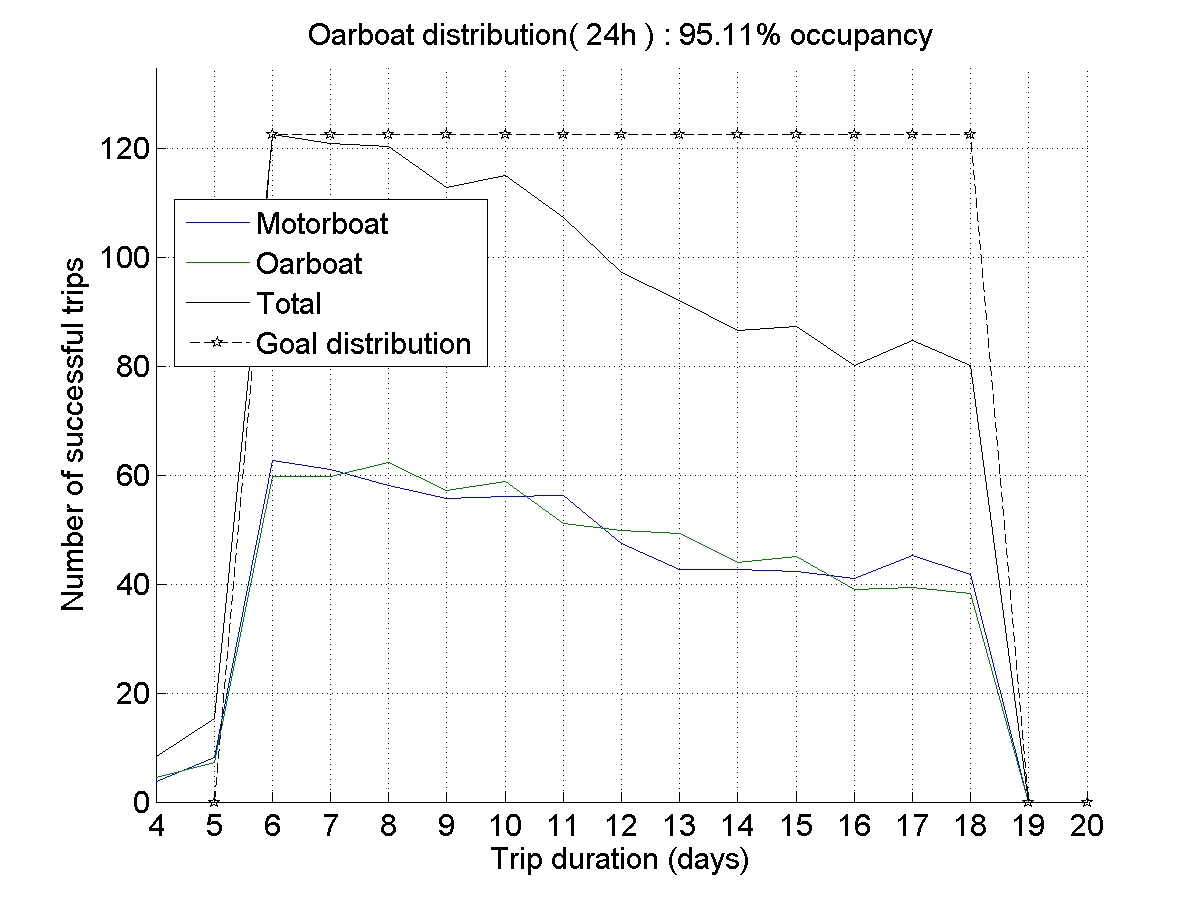 Oarboat distribution( 24h ) : 95.11% occupancy
120
100
80
60
40
20
0
Number of successful trips
Motorboat
Oarboat
Total
Goal distribution
4 5 6 7 8 9 10 11 12 13 14 15 16 17 18 19 20
Trip duration (days)